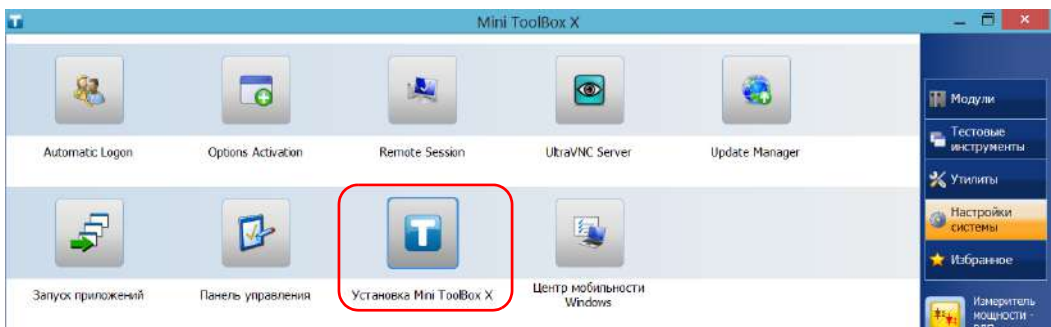 Mini ToolBox X
Automatic Logon
Options Activation
Remote Session
UltraVNC Server
Update Manager
Запуск приложений
Панель управления
Установка Mini ToolBox X
Центр мобильности
Windows
Модули
Тестовые
инструменты
Утилиты
Настройки
системы
Избранное
Измеритель
мощности -